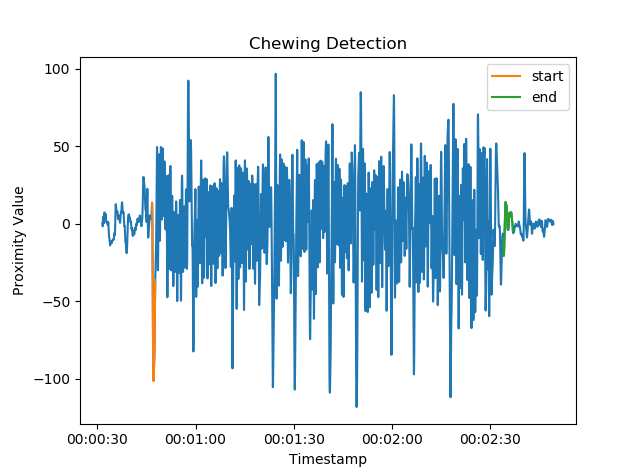 Chewing Detection
start
end
Proximity Value
100
50
0
−50
−100
00:00:30
00:01:00
00:01:30
00:02:00
00:02:30
Timestamp